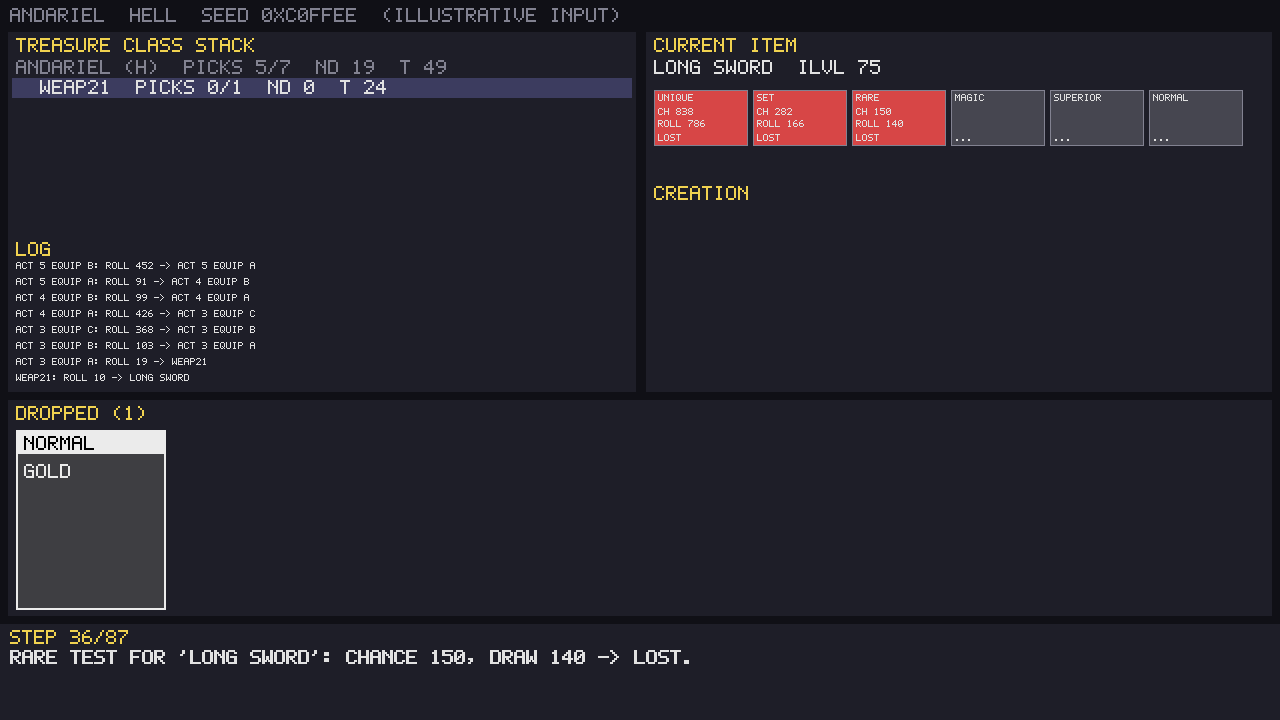 ANDARIEL HELL SEED 0XC0FFEE (ILLUSTRATIVE INPUT)
TREASURE CLASS STACK
ANDARIEL (H) PICKS 5/7 ND 19 T 49
WEAP21 PICKS 0/1 ND 0 T 24
LOG
ACT 5 EQUIP B: ROLL 452 -> ACT 5 EQUIP A
ACT 5 EQUIP A: ROLL 91 -> ACT 4 EQUIP B
ACT 4 EQUIP B: ROLL 99 -> ACT 4 EQUIP A
ACT 4 EQUIP A: ROLL 426 -> ACT 3 EQUIP C
ACT 3 EQUIP C: ROLL 368 -> ACT 3 EQUIP B
ACT 3 EQUIP B: ROLL 103 -> ACT 3 EQUIP A
ACT 3 EQUIP A: ROLL 19 -> WEAP21
WEAP21: ROLL 10 -> LONG SWORD
CURRENT ITEM
LONG SWORD ILVL 75
UNIQUE
CH 838
ROLL 786
LOST
SET
CH 282
ROLL 166
LOST
RARE
CH 150
ROLL 140
LOST
MAGIC
...
SUPERIOR
...
NORMAL
...
CREATION
DROPPED (1)
NORMAL
GOLD
STEP 36/87
RARE TEST FOR 'LONG SWORD': CHANCE 150, DRAW 140 -> LOST.